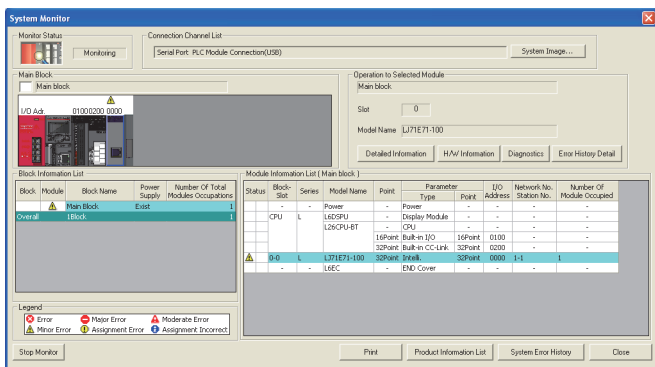 System Monitor
Monitor Status
Connection Channel List
Monitoring
Serial Port PLC Module Connection(USB)
System Image...
Main Block
Operation to Selected Module
Main block
Main block
I/O Adr. 01000200 0000
Slot 0
Model Name LJ71E71-100
Detailed Information H/W Information Diagnostics Error History Detail
Block Information List
Module Information List ( Main block )
Block Module Block Name Power Supply Number Of Total Modules Occupations
Main Block Exist 1
Overall 1Block 1
Status Block-Slot Series Model Name Point Parameter Type Point I/O Address Network No. Station No. Number Of Module Occupied
- - Power - Power - - - -
CPU L L6DSPU - Display Module - - - -
L26CPU-BT - CPU - - - -
16Point Built-in I/O 16Point 0100 - -
32Point Built-in CC-Link 32Point 0200 - -
0-0 L LJ71E71-100 32Point Intelli. 32Point 0000 1-1 1
- - L6EC - END Cover - - - -
Legend
Error Major Error Moderate Error
Minor Error Assignment Error Assignment Incorrect
Stop Monitor Print Product Information List System Error History Close